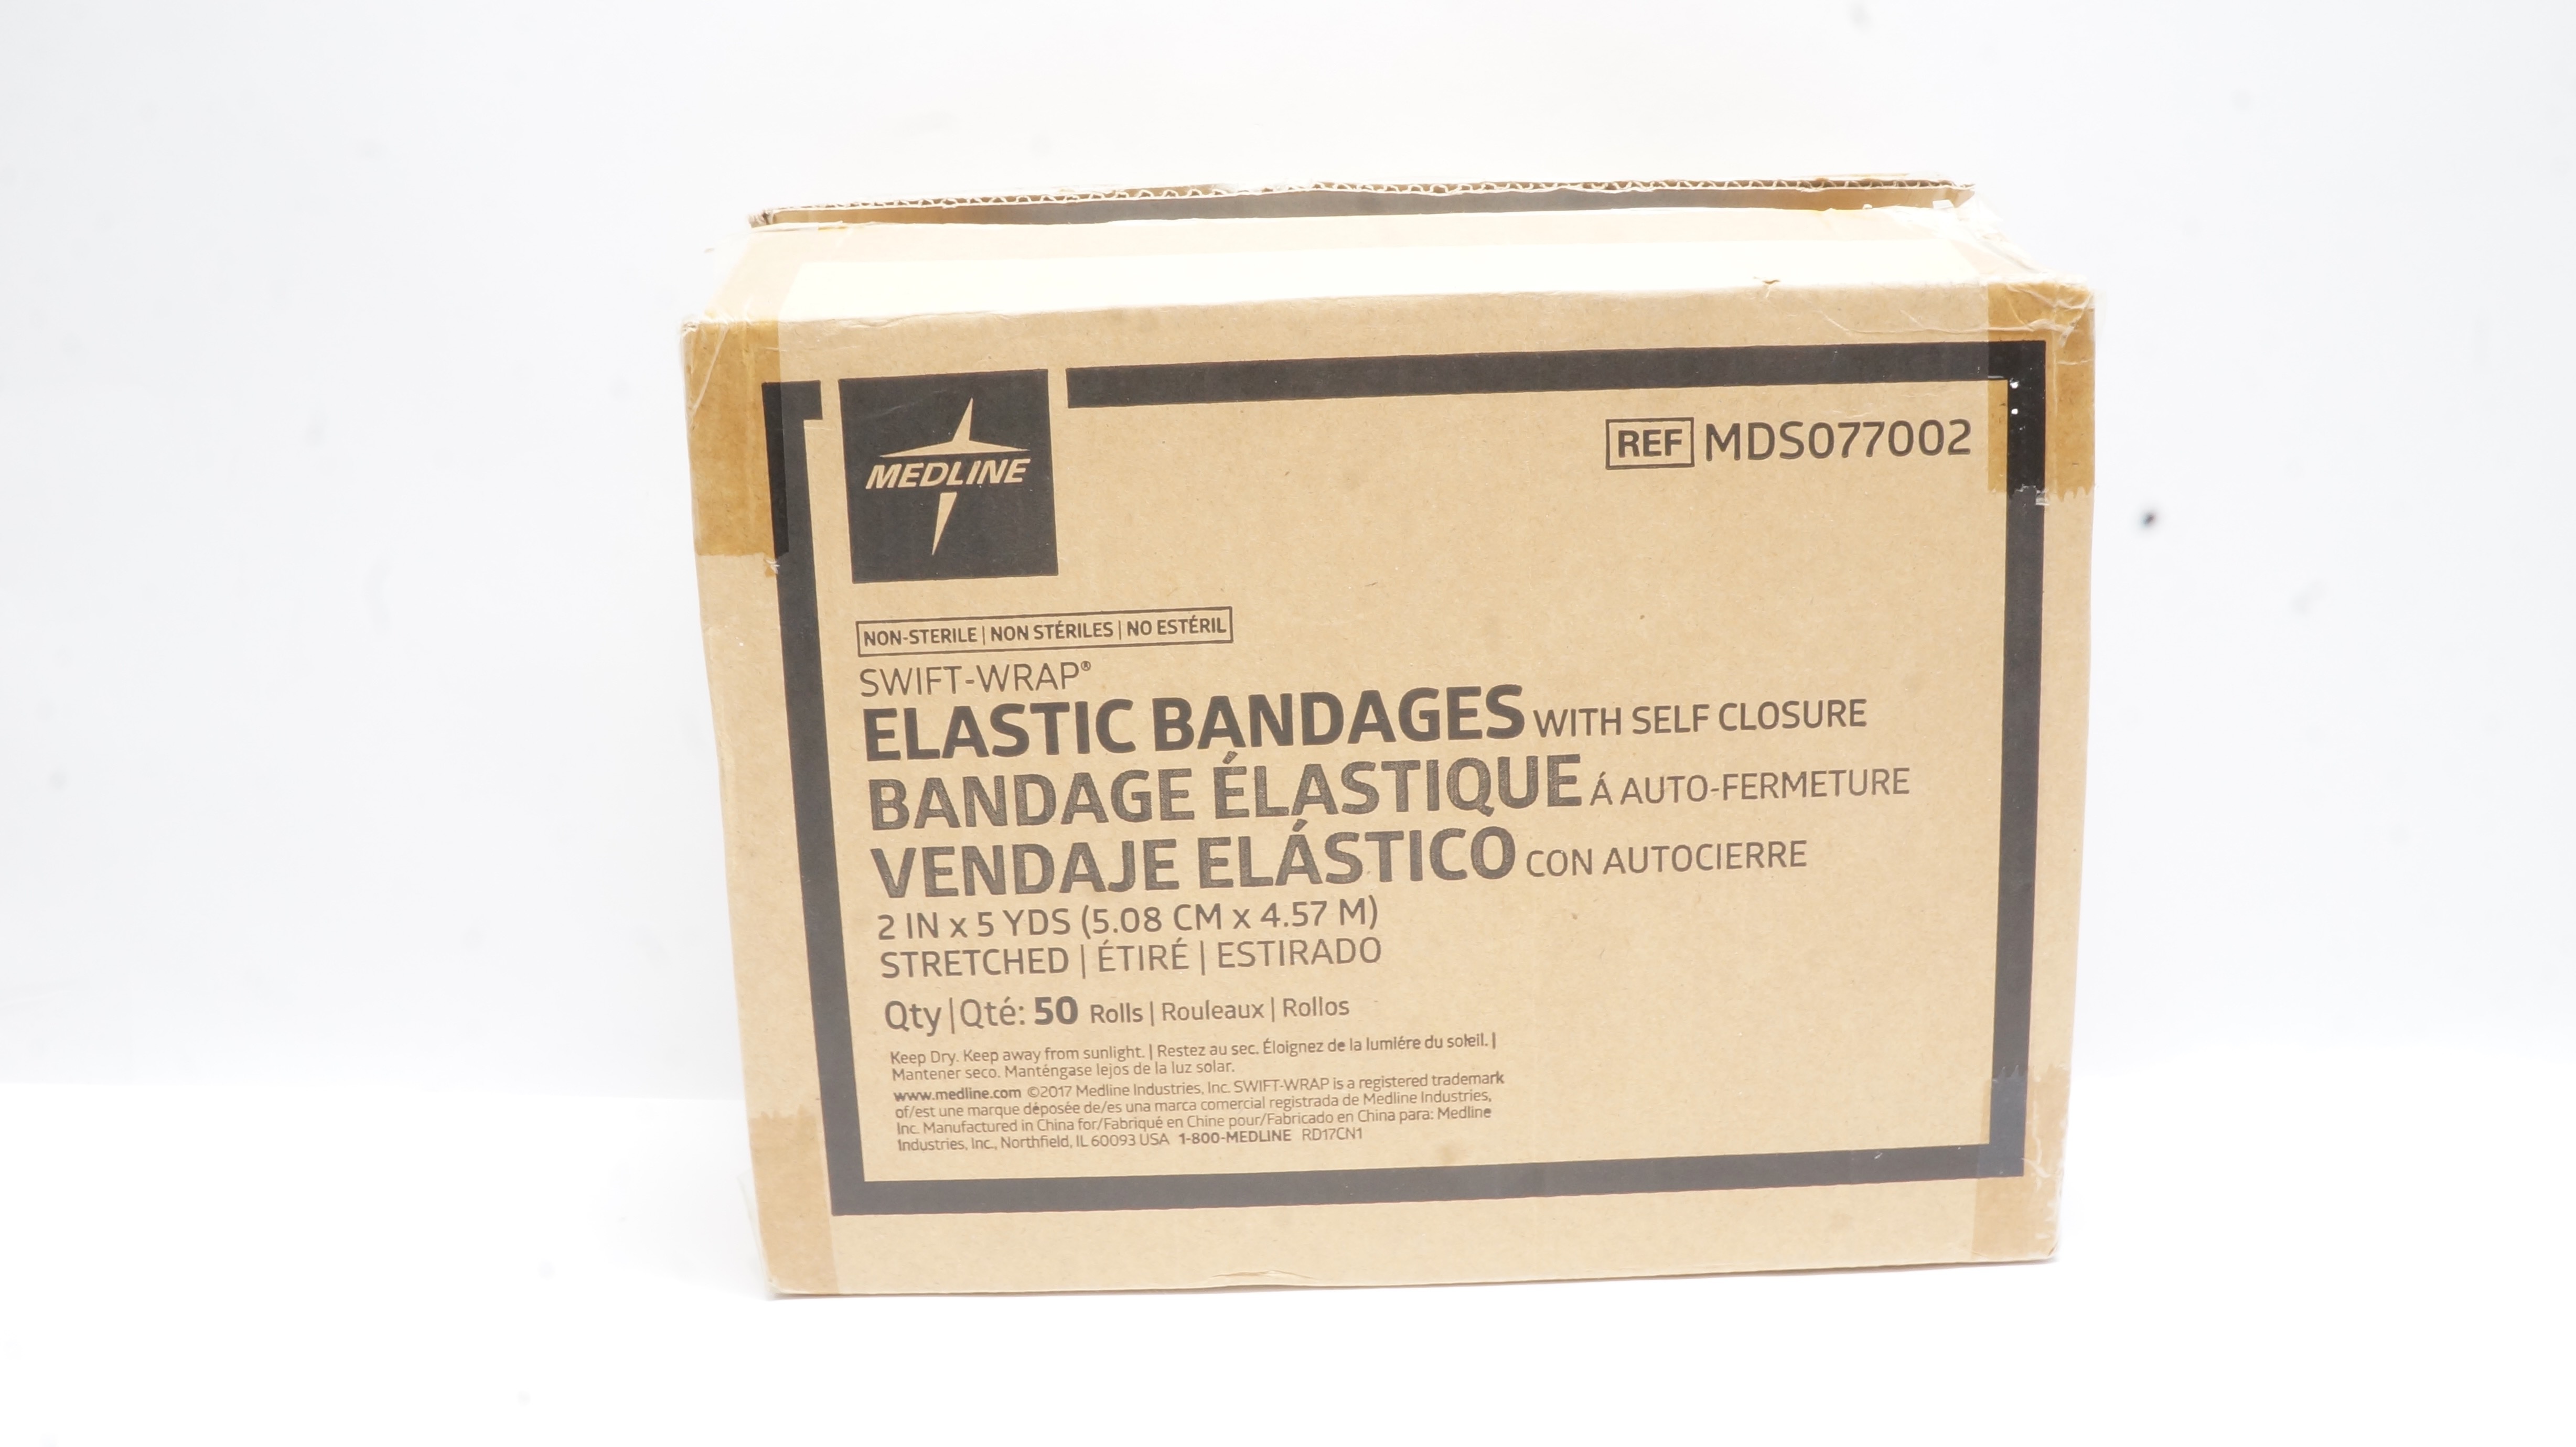 MEDLINE
REF MDS077002
NON-STERILE | NON STÉRILES | NO ESTÉRIL
SWIFT-WRAP®
ELASTIC BANDAGES WITH SELF CLOSURE
BANDAGE ÉLASTIQUE Á AUTO-FERMETURE
VENDAJE ELÁSTICO CON AUTOCIERRE
2 IN x 5 YDS (5.08 CM x 4.57 M)
STRETCHED | ÉTIRÉ | ESTIRADO
Qty | Qté: 50 Rolls | Rouleaux | Rollos
Keep Dry. Keep away from sunlight. | Restez au sec. Éloignez de la lumiére du soleil. |
Mantener seco. Manténgase lejos de la luz solar.
www.medline.com ©2017 Medline Industries, Inc. SWIFT-WRAP is a registered trademark
of/est une marque déposée de/es una marca comercial registrada de Medline Industries,
Inc. Manufactured in China for/Fabriqué en Chine pour/Fabricado en China para: Medline
Industries, Inc., Northfield, IL 60093 USA 1-800-MEDLINE RD17CN1